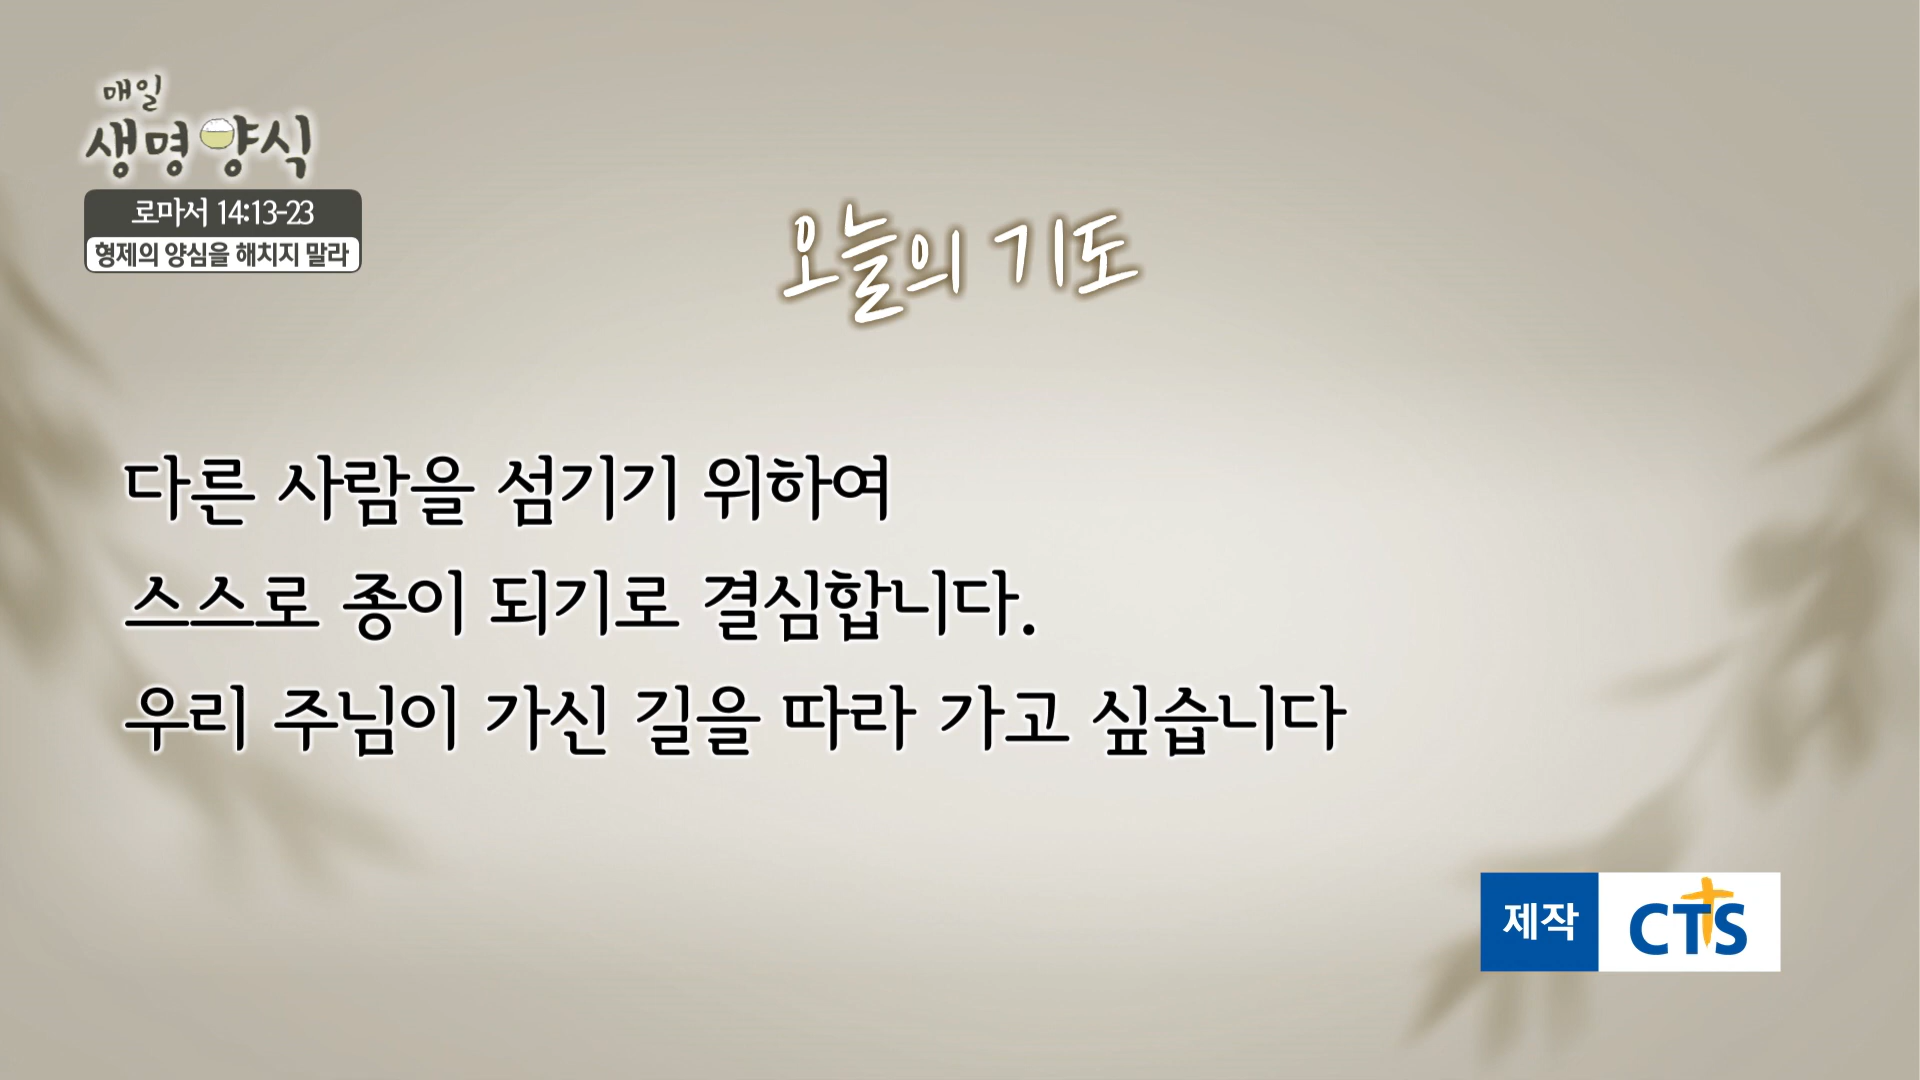 매일
생명양식
로마서 14:13-23
형제의 양심을 해치지 말라
오늘의 기도
다른 사람을 섬기기 위하여
스스로 종이 되기로 결심합니다.
우리 주님이 가신 길을 따라 가고 싶습니다
제작 CTS